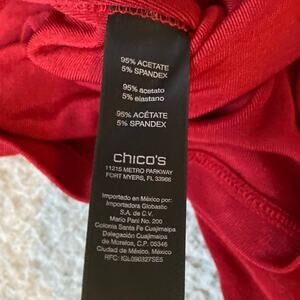 95% ACETATE
5% SPANDEX
95% acetato
5% elastano
95% ACÉTATE
5% SPANDEX
chico's
11215 METRO PARKWAY
FORT MYERS, FL 33966
Importado en México por:
Importadora Globastic
S.A. de C.V.
Mario Pani No. 200
Colonia Santa Fe Cuajimalpa
Delegación Cuajimalpa
de Morelos, C.P. 05348
Ciudad de México, México
RFC: IGL090327SE5